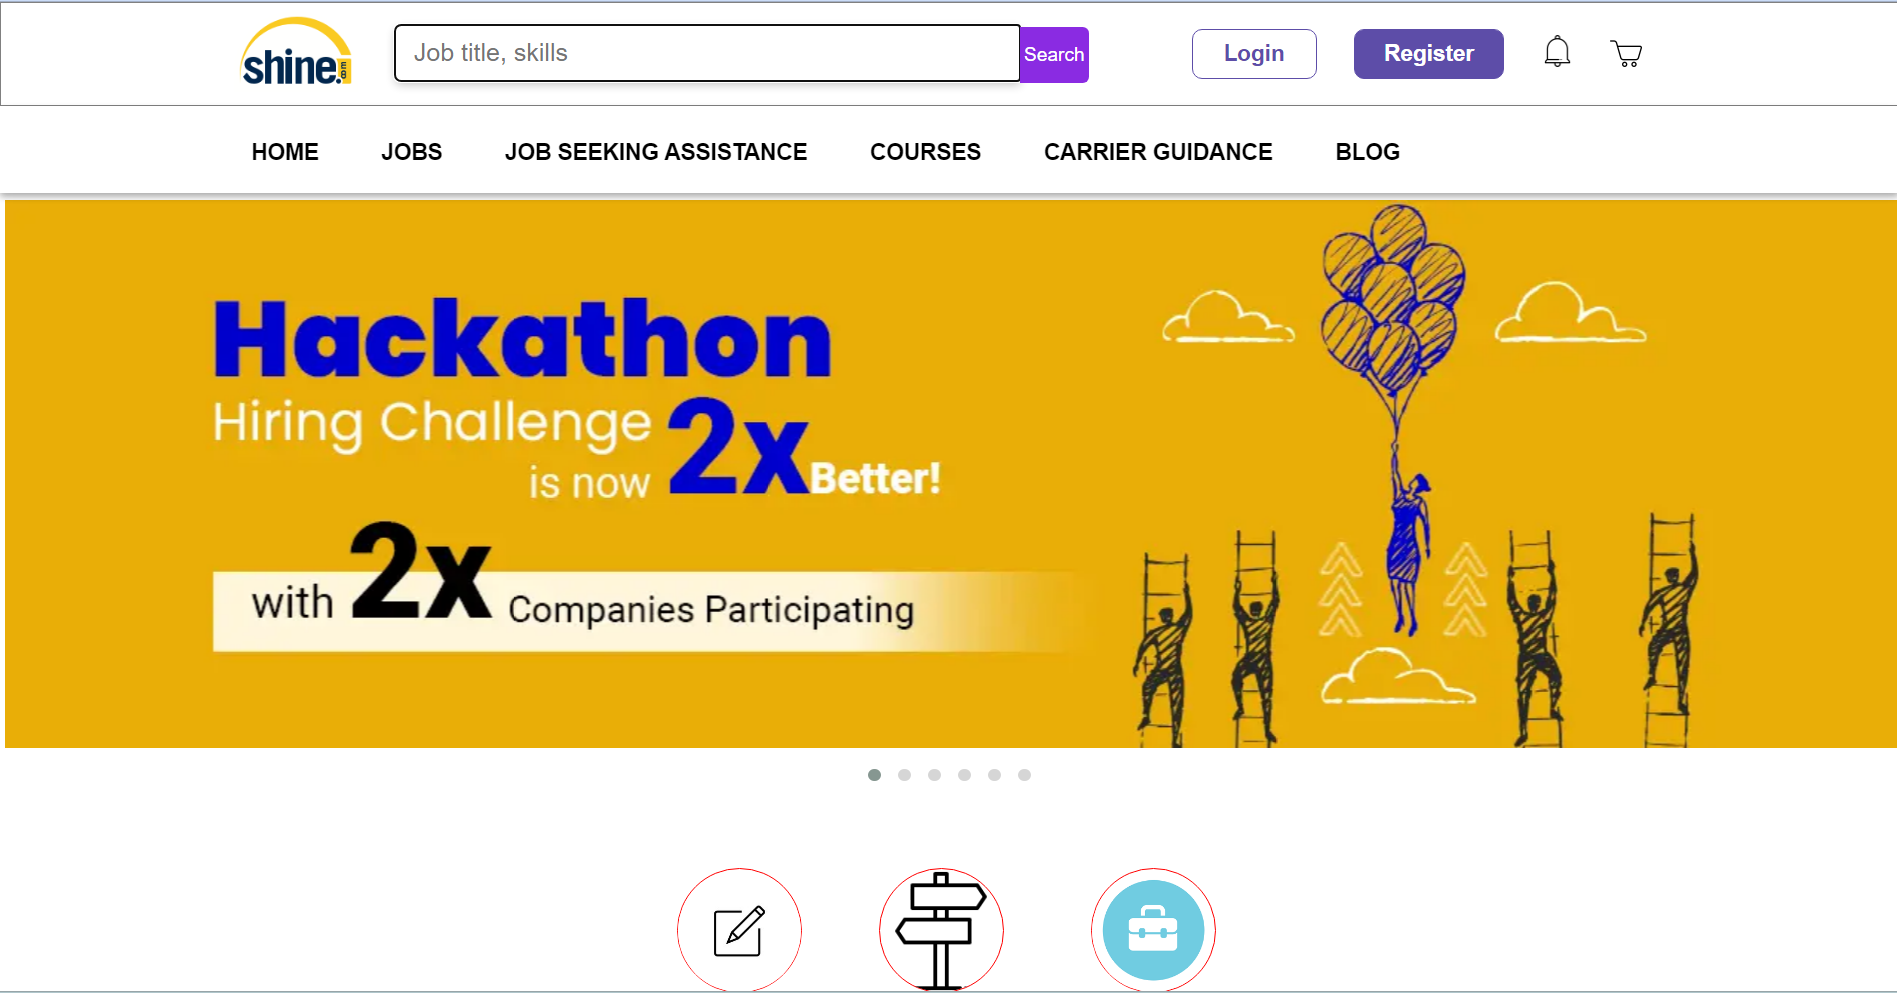 shine.com
Job title, skills
Search
Login
Register
HOME
JOBS
JOB SEEKING ASSISTANCE
COURSES
CARRIER GUIDANCE
BLOG
Hackathon
Hiring Challenge
is now 2x Better!
with 2x Companies Participating